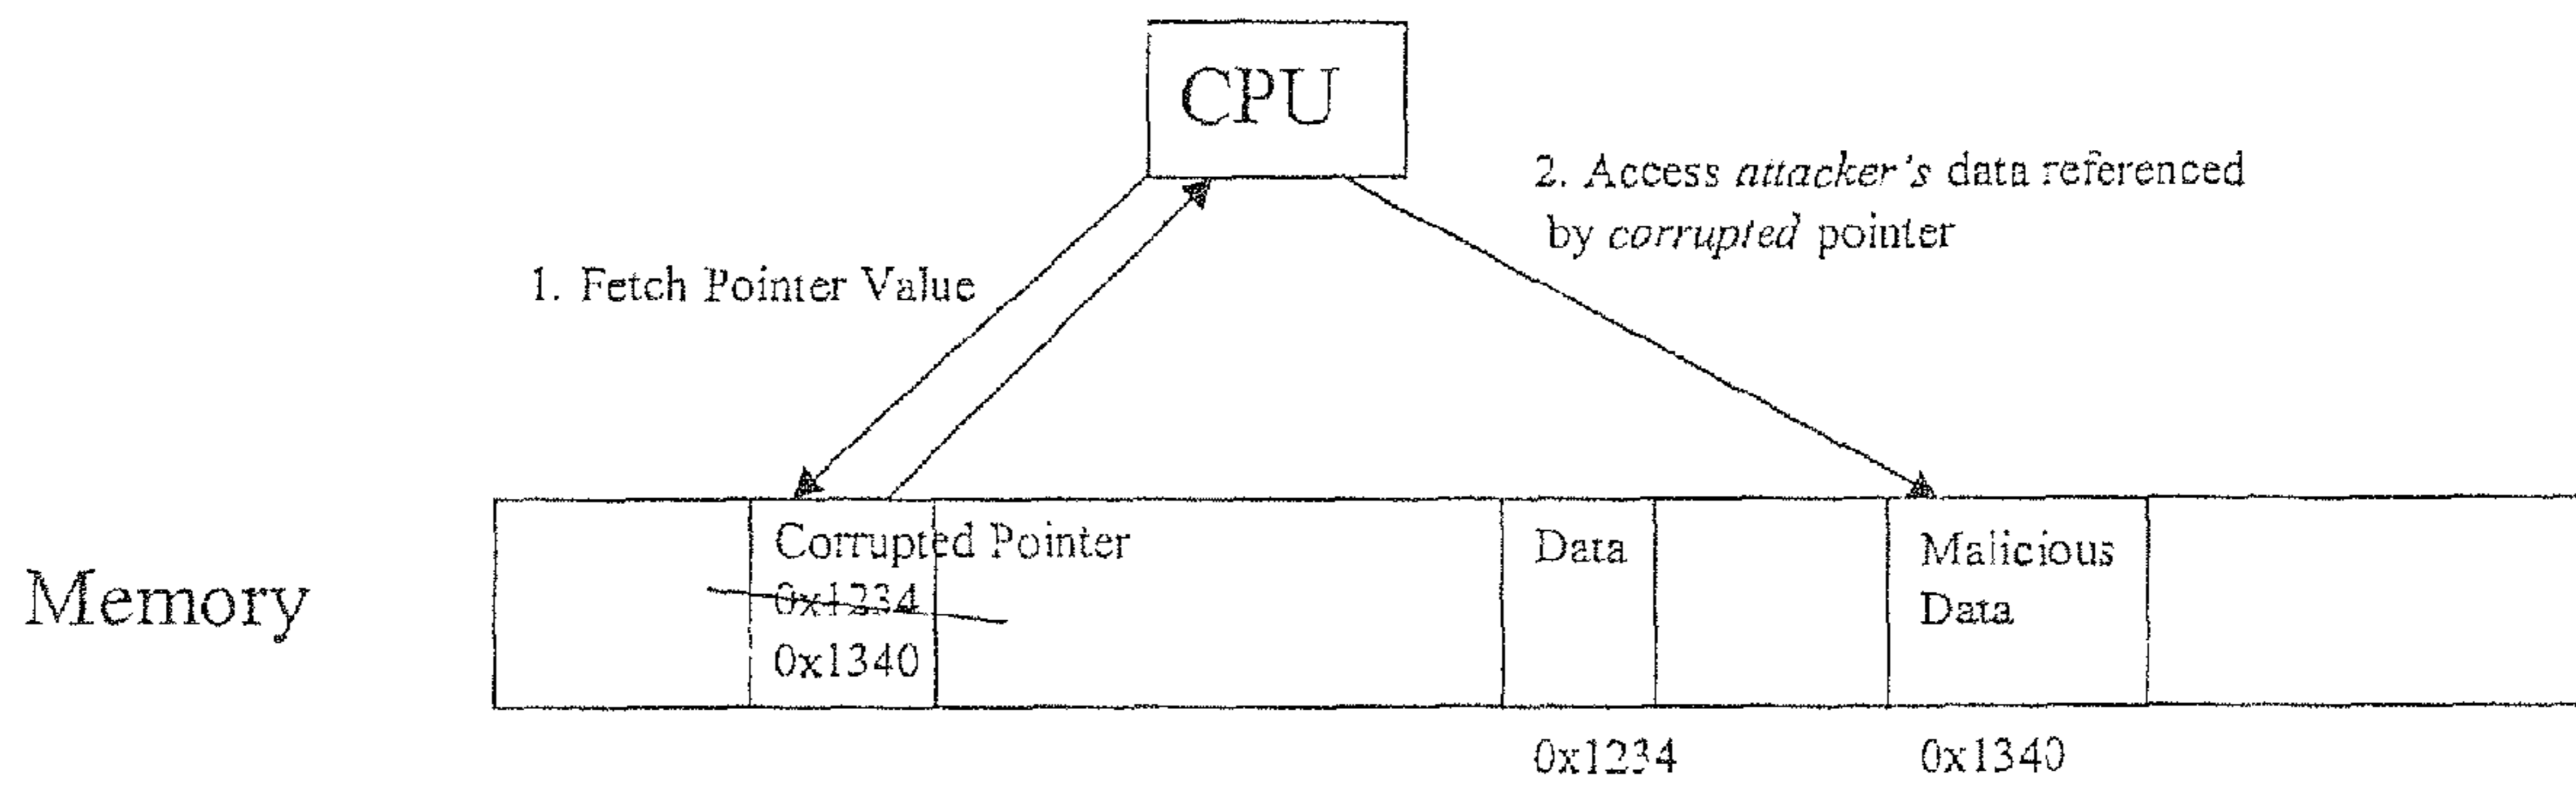 CPU
2. Access attacker's data referenced
by corrupted pointer
1. Fetch Pointer Value
Memory
Corrupted Pointer
0x1234
0x1340
Data
Malicious
Data
0x1234
0x1340